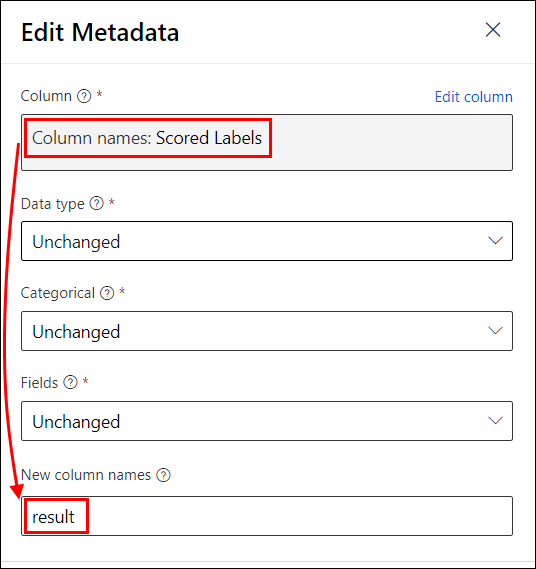 Edit Metadata
Column * Edit column
Column names: Scored Labels
Data type *
Unchanged
Categorical *
Unchanged
Fields *
Unchanged
New column names
result